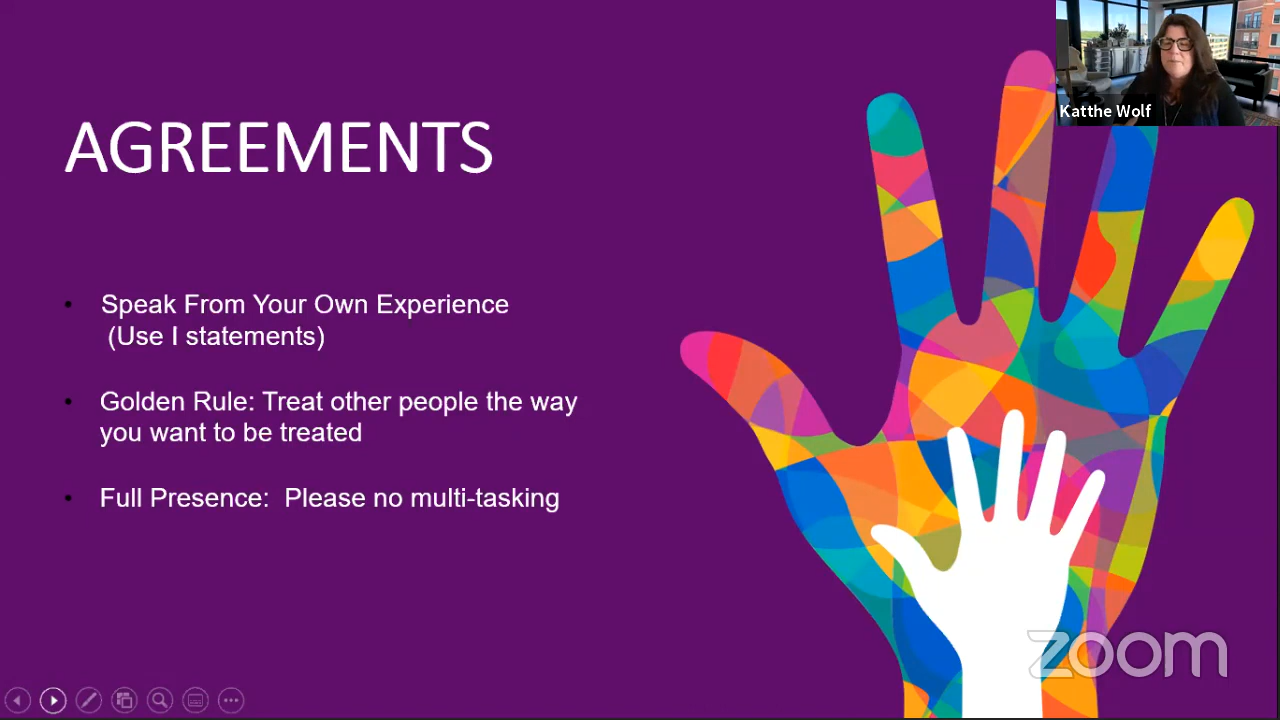 Katthe Wolf
AGREEMENTS
• Speak From Your Own Experience
(Use I statements)
• Golden Rule: Treat other people the way
you want to be treated
• Full Presence:  Please no multi-tasking
zoom